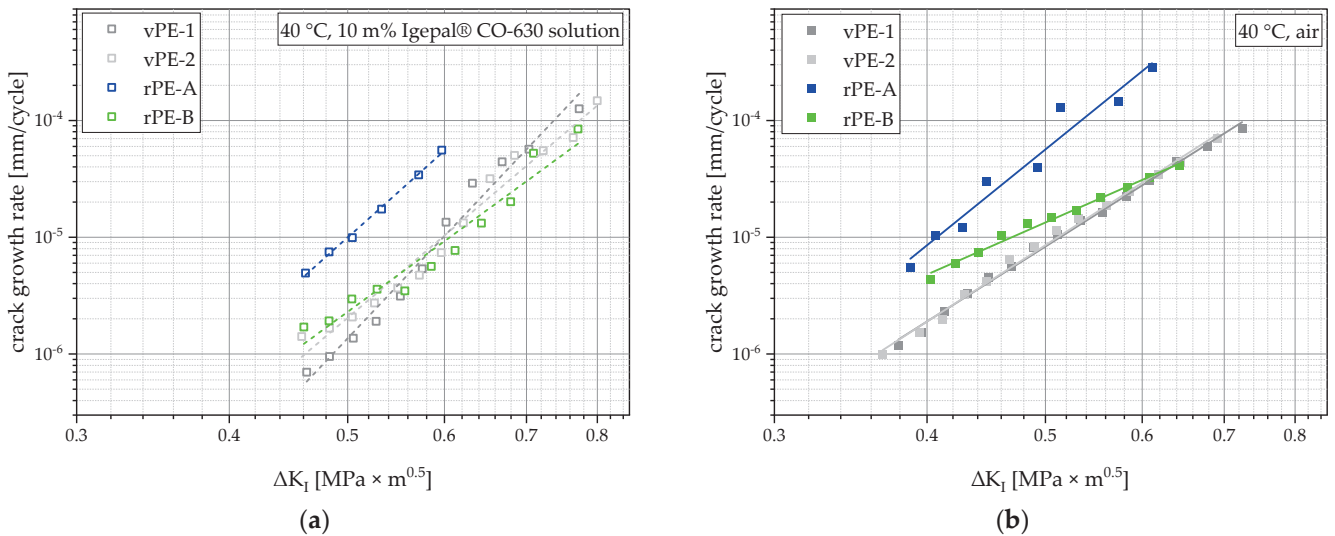 40 °C, 10 m% Igepal® CO-630 solution
vPE-1
vPE-2
rPE-A
rPE-B
crack growth rate [mm/cycle]
10⁻⁴
10⁻⁵
10⁻⁶
0.3
0.4
0.5
0.6
0.7
0.8
ΔK_I [MPa × m^0.5]
(a)
40 °C, air
vPE-1
vPE-2
rPE-A
rPE-B
crack growth rate [mm/cycle]
10⁻⁴
10⁻⁵
10⁻⁶
0.3
0.4
0.5
0.6
0.7
0.8
ΔK_I [MPa × m^0.5]
(b)